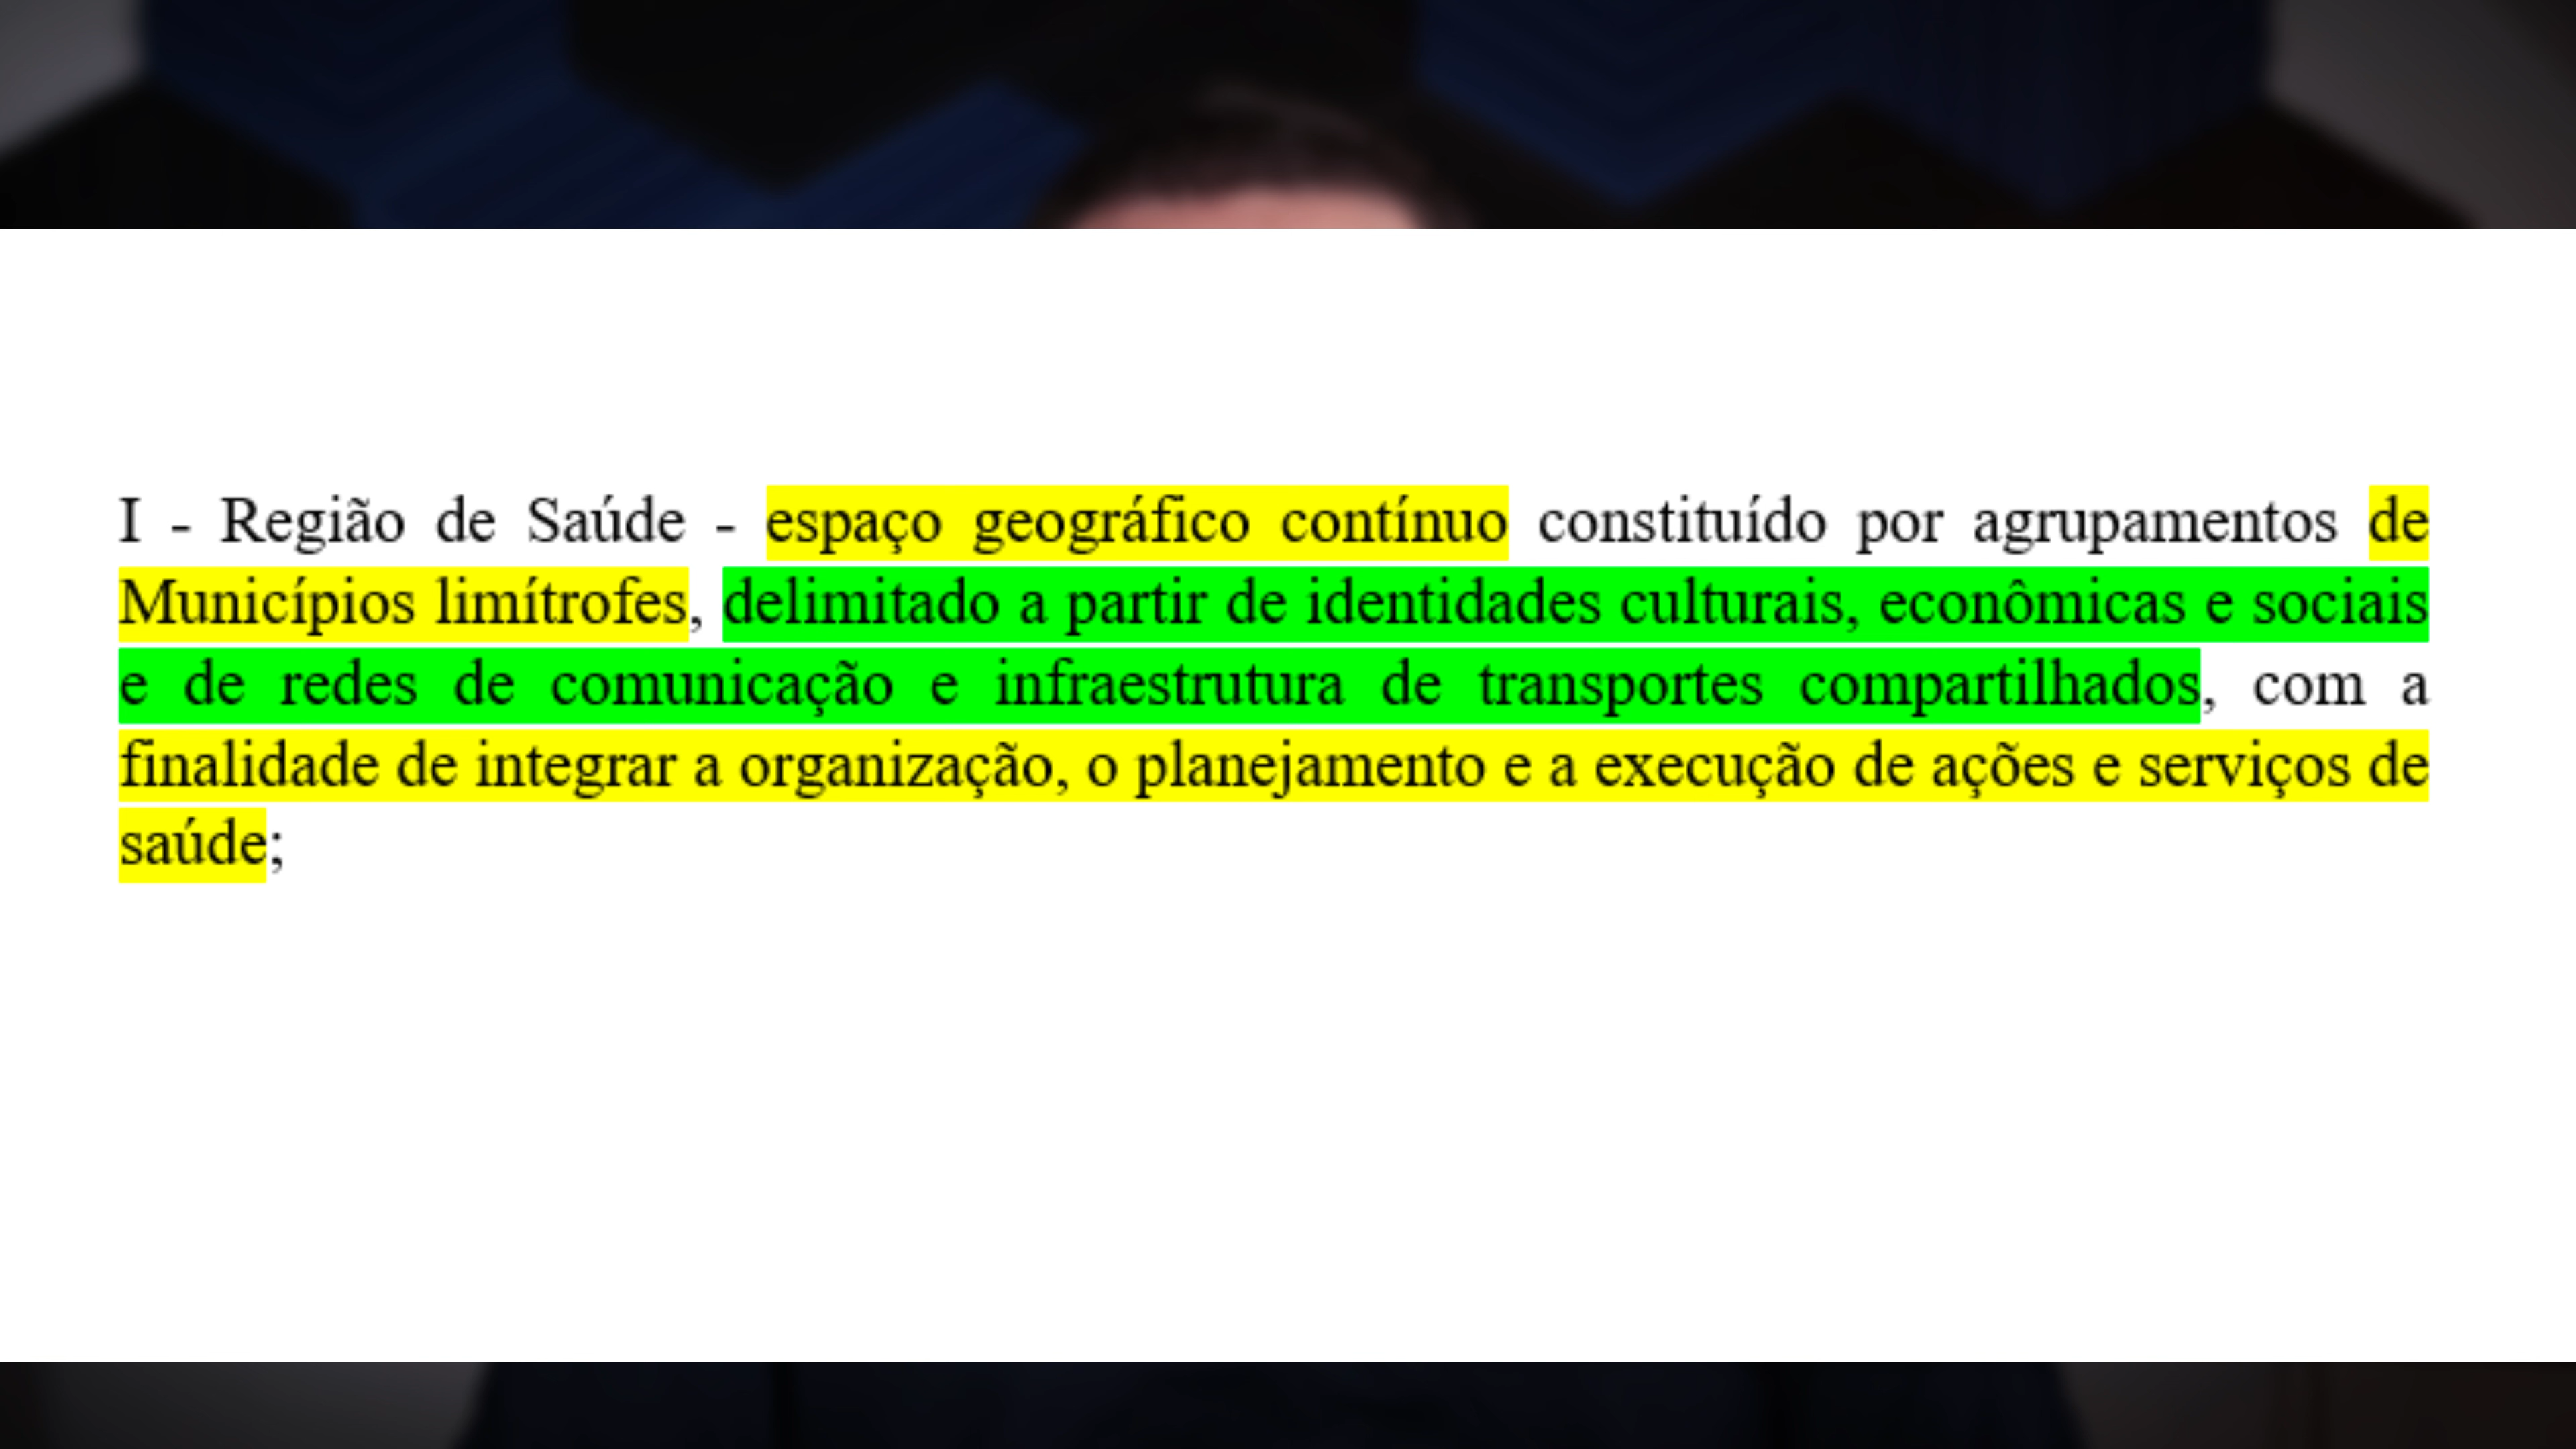 I - Região de Saúde - espaço geográfico contínuo constituído por agrupamentos de
Municípios limítrofes, delimitado a partir de identidades culturais, econômicas e sociais
e de redes de comunicação e infraestrutura de transportes compartilhados, com a
finalidade de integrar a organização, o planejamento e a execução de ações e serviços de
saúde;